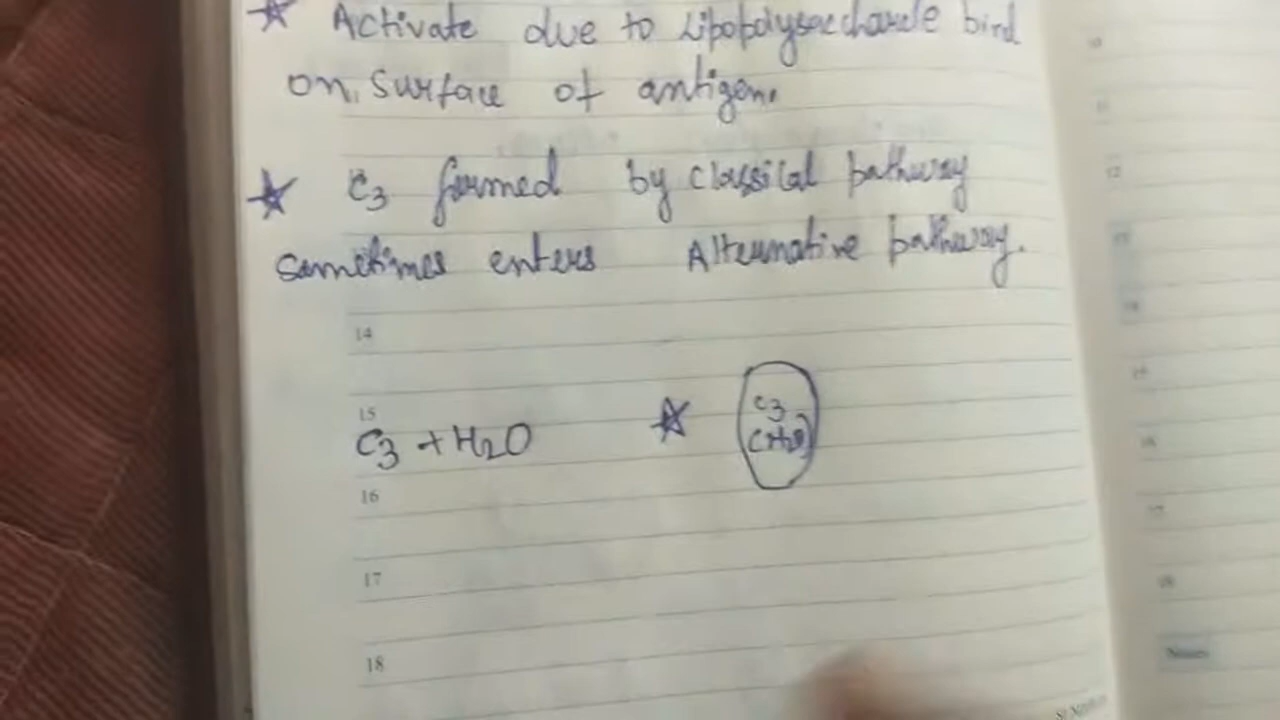 ☆ Activate due to Lipopolysaccharide bind
on surface of antigen.
☆ C3 formed by classical pathway
sometimes enters Alternative pathway.
14
15
C3 + H2O ☆ C3
(H2O)
16
17
18